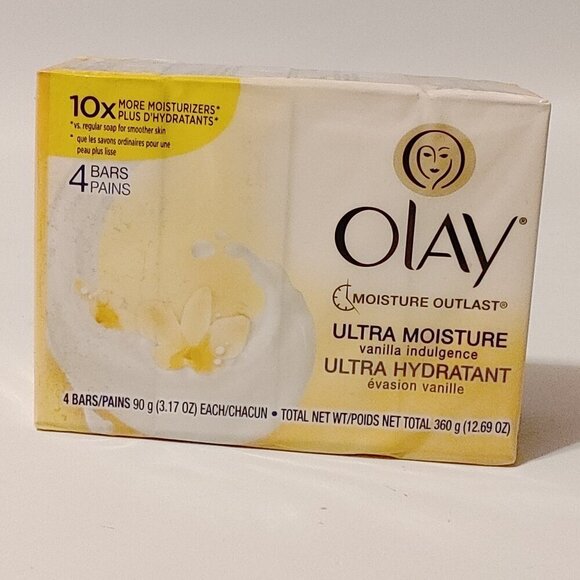 10x MORE MOISTURIZERS*
PLUS D'HYDRATANTS*
*vs. regular soap for smoother skin
* que les savons ordinaires pour une
peau plus lisse
4 BARS
PAINS
OLAY®
MOISTURE OUTLAST®
ULTRA MOISTURE
vanilla indulgence
ULTRA HYDRATANT
évasion vanille
4 BARS/PAINS 90 g (3.17 OZ) EACH/CHACUN • TOTAL NET WT/POIDS NET TOTAL 360 g (12.69 OZ)